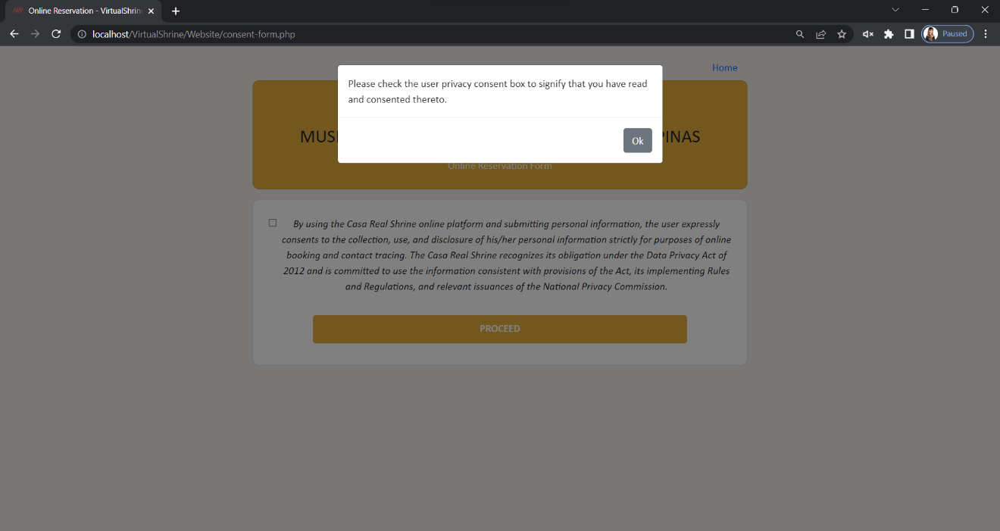 Online Reservation - VirtualShrin
localhost/VirtualShrine/Website/consent-form.php
Paused
Home
Please check the user privacy consent box to signify that you have read
and consented thereto.
Ok
Online Reservation Form
By using the Casa Real Shrine online platform and submitting personal information, the user expressly
consents to the collection, use, and disclosure of his/her personal information strictly for purposes of online
booking and contact tracing. The Casa Real Shrine recognizes its obligation under the Data Privacy Act of
2012 and is committed to use the information consistent with provisions of the Act, its implementing Rules
and Regulations, and relevant issuances of the National Privacy Commission.
PROCEED